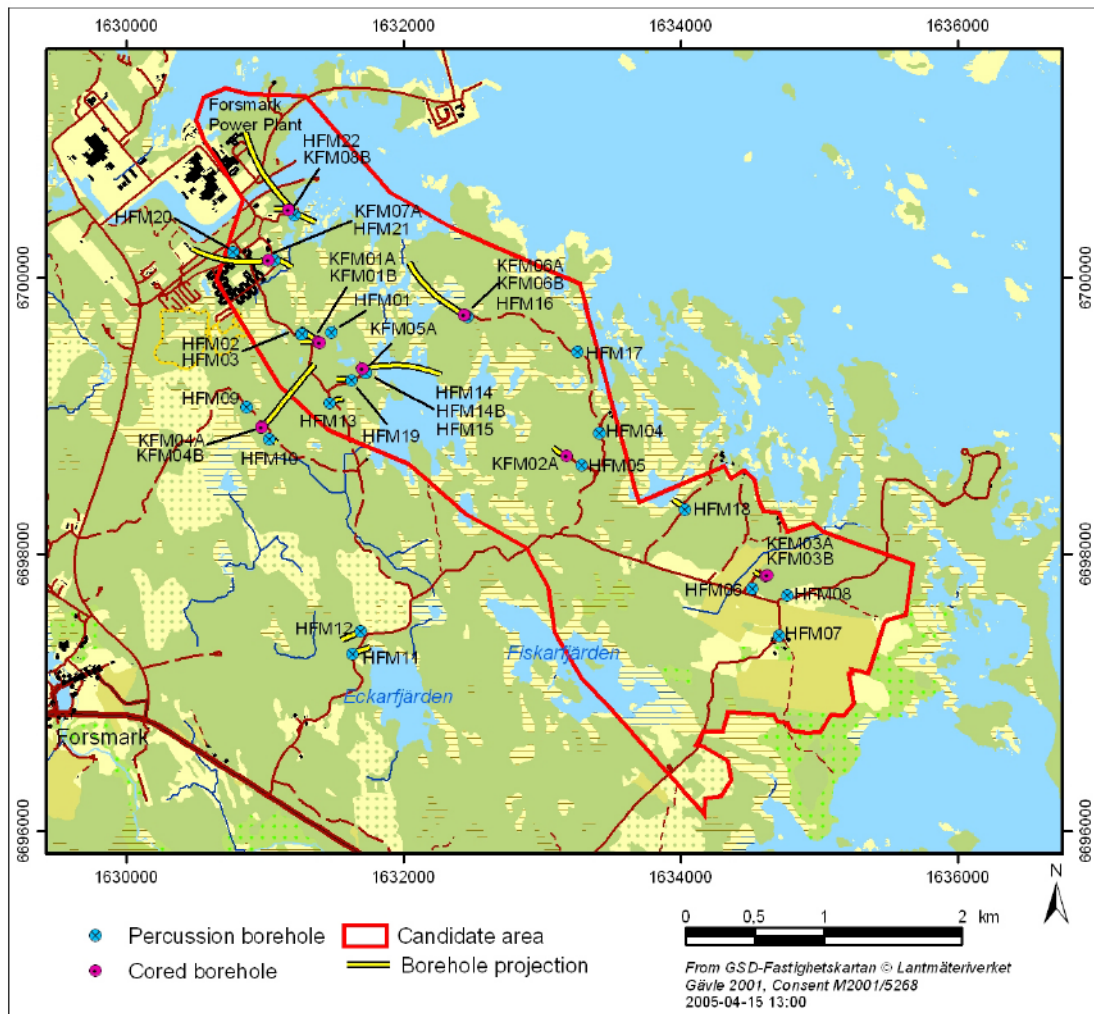 1630000 1632000 1634000 1636000
Forsmark
Power Plant
HFM22
KFM08B
HFM20
KFM07A
HFM21
KFM01A
KFM01B
KFM06A
KFM06B
HFM16
6700000
6700000
HFM01
KFM05A
HFM02
HFM03
HFM17
HFM09
HFM14
HFM14B
HFM15
HFM13
HFM19
HFM04
KFM04A
KFM04B
HFM10
KFM02A
HFM05
HFM18
6698000
6698000
KFM03A
KFM03B
HFM06
HFM08
HFM12
HFM07
HFM11
Fiskarfjärden
Eckarfjärden
Forsmark
6696000
6696000
1630000 1632000 1634000 1636000
N
Percussion borehole
Candidate area
0 0,5 1 2 km
Cored borehole
Borehole projection
From GSD-Fastighetskartan © Lantmäteriverket
Gävle 2001, Consent M2001/5268
2005-04-15 13:00